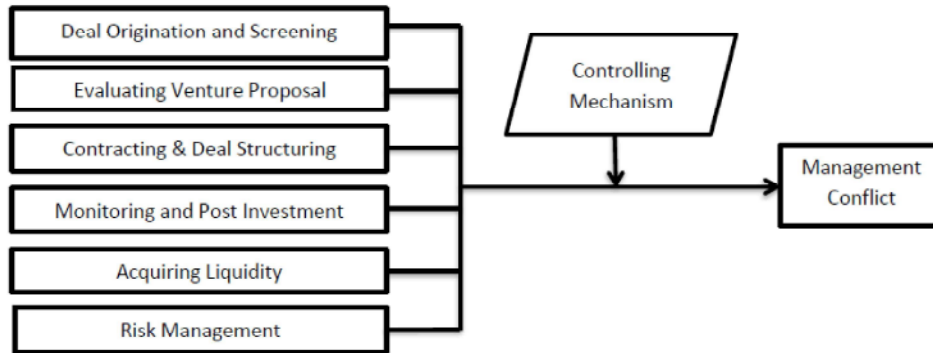 Deal Origination and Screening
Evaluating Venture Proposal
Contracting & Deal Structuring
Monitoring and Post Investment
Acquiring Liquidity
Risk Management
Controlling
Mechanism
Management
Conflict